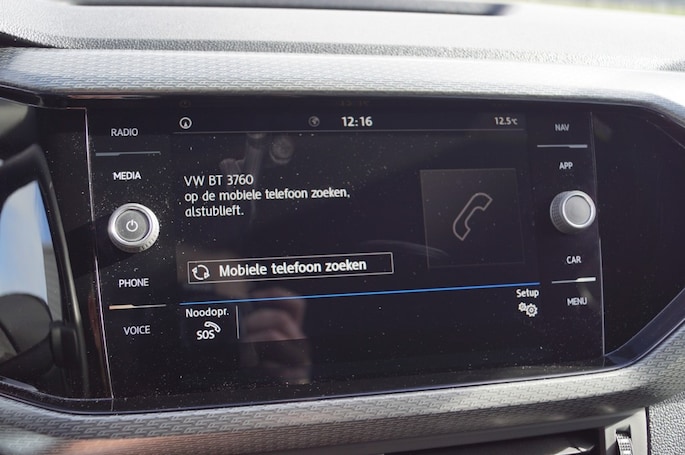 RADIO
MEDIA
PHONE
VOICE
12:16
12.5°C
VW BT 3760
op de mobiele telefoon zoeken,
alstublieft.
Mobiele telefoon zoeken
Noodopr.
SOS
Setup
NAV
APP
CAR
MENU